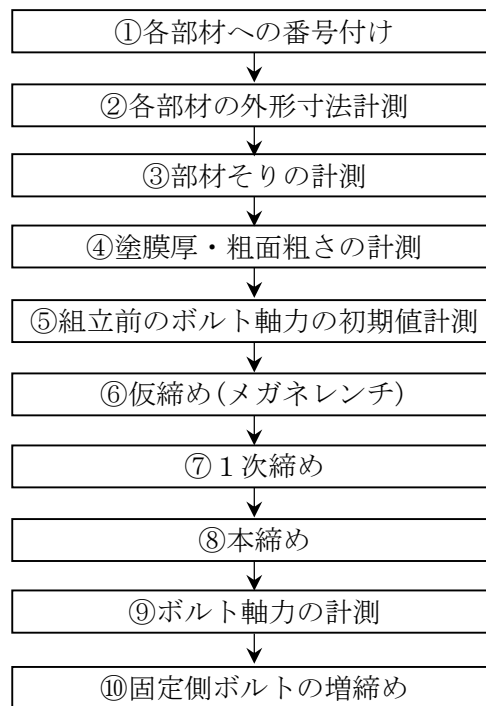 ①各部材への番号付け
②各部材の外形寸法計測
③部材そりの計測
④塗膜厚・粗面粗さの計測
⑤組立前のボルト軸力の初期値計測
⑥仮締め(メガネレンチ)
⑦１次締め
⑧本締め
⑨ボルト軸力の計測
⑩固定側ボルトの増締め